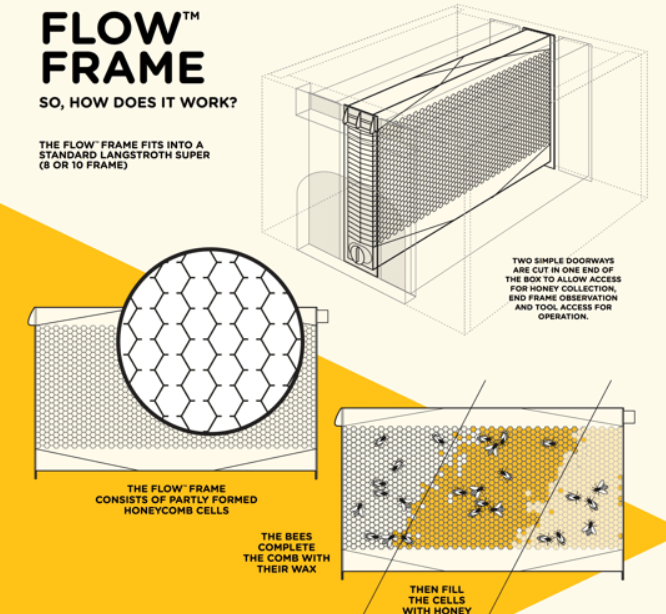 FLOW™
FRAME
SO, HOW DOES IT WORK?
THE FLOW™ FRAME FITS INTO A
STANDARD LANGSTROTH SUPER
(8 OR 10 FRAME)
TWO SIMPLE DOORWAYS
ARE CUT IN ONE END OF
THE BOX TO ALLOW ACCESS
FOR HONEY COLLECTION,
END FRAME OBSERVATION
AND TOOL ACCESS FOR
OPERATION.
THE FLOW™ FRAME
CONSISTS OF PARTLY FORMED
HONEYCOMB CELLS
THE BEES
COMPLETE
THE COMB WITH
THEIR WAX
THEN FILL
THE CELLS
WITH HONEY